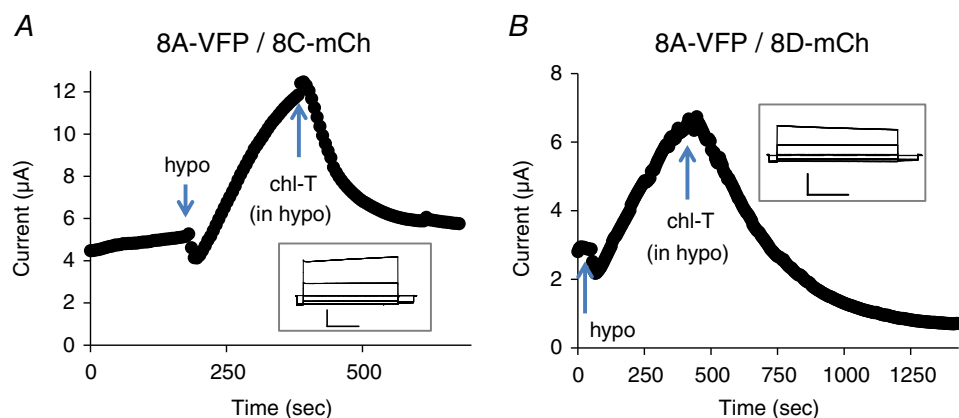 A
8A-VFP / 8C-mCh
Current (µA)
12
10
8
6
4
2
0
hypo
chl-T
(in hypo)
0
250
500
Time (sec)
B
8A-VFP / 8D-mCh
Current (µA)
8
6
4
2
0
chl-T
(in hypo)
hypo
0
250
500
750
1000
1250
Time (sec)